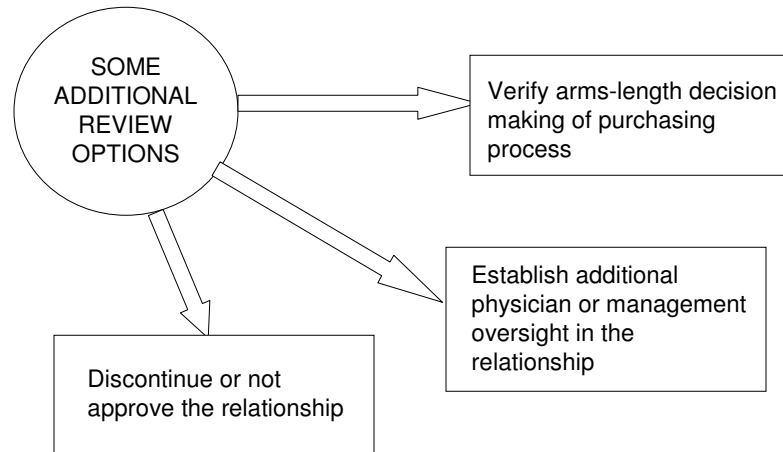 SOME
ADDITIONAL
REVIEW
OPTIONS
Verify arms-length decision
making of purchasing
process
Establish additional
physician or management
oversight in the
relationship
Discontinue or not
approve the relationship